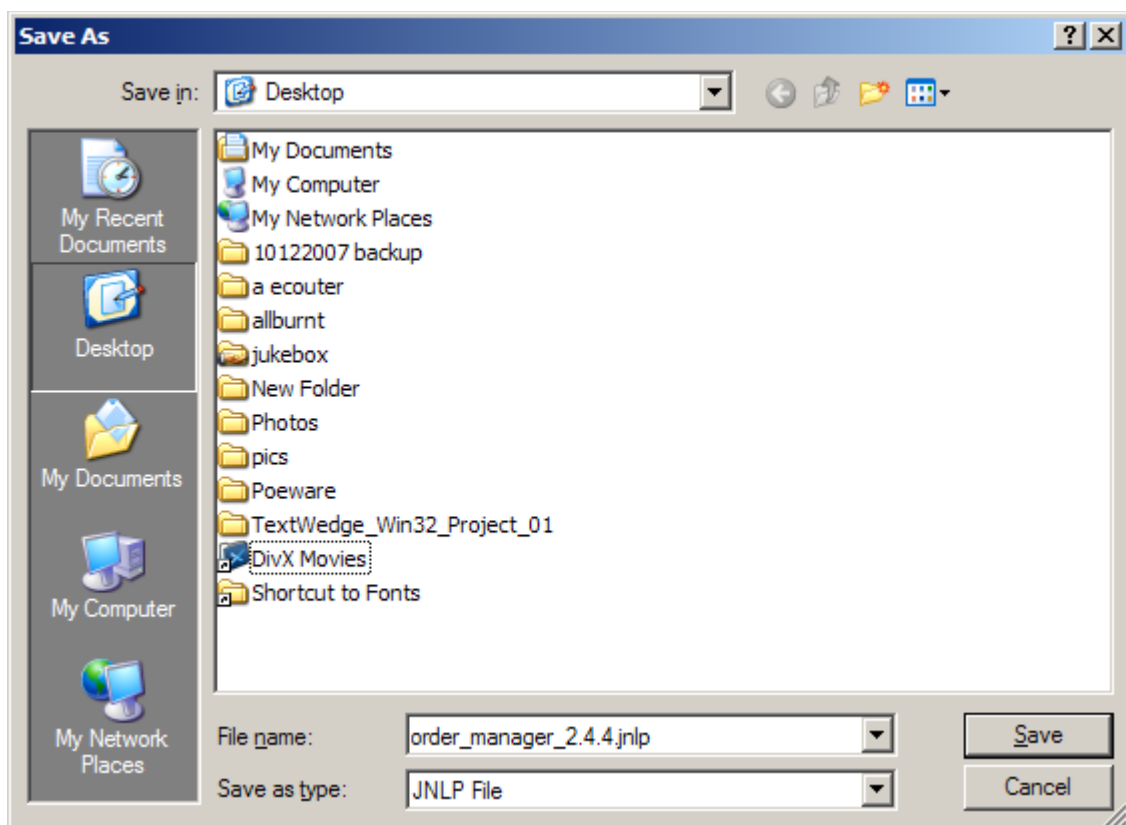 Save As
Save in:
Desktop
My Recent
Documents
Desktop
My Documents
My Computer
My Network
Places
My Documents
My Computer
My Network Places
10122007 backup
a ecouter
allburnt
jukebox
New Folder
Photos
pics
Poeware
TextWedge_Win32_Project_01
DivX Movies
Shortcut to Fonts
File name:
order_manager_2.4.4.jnlp
Save
Save as type:
JNLP File
Cancel